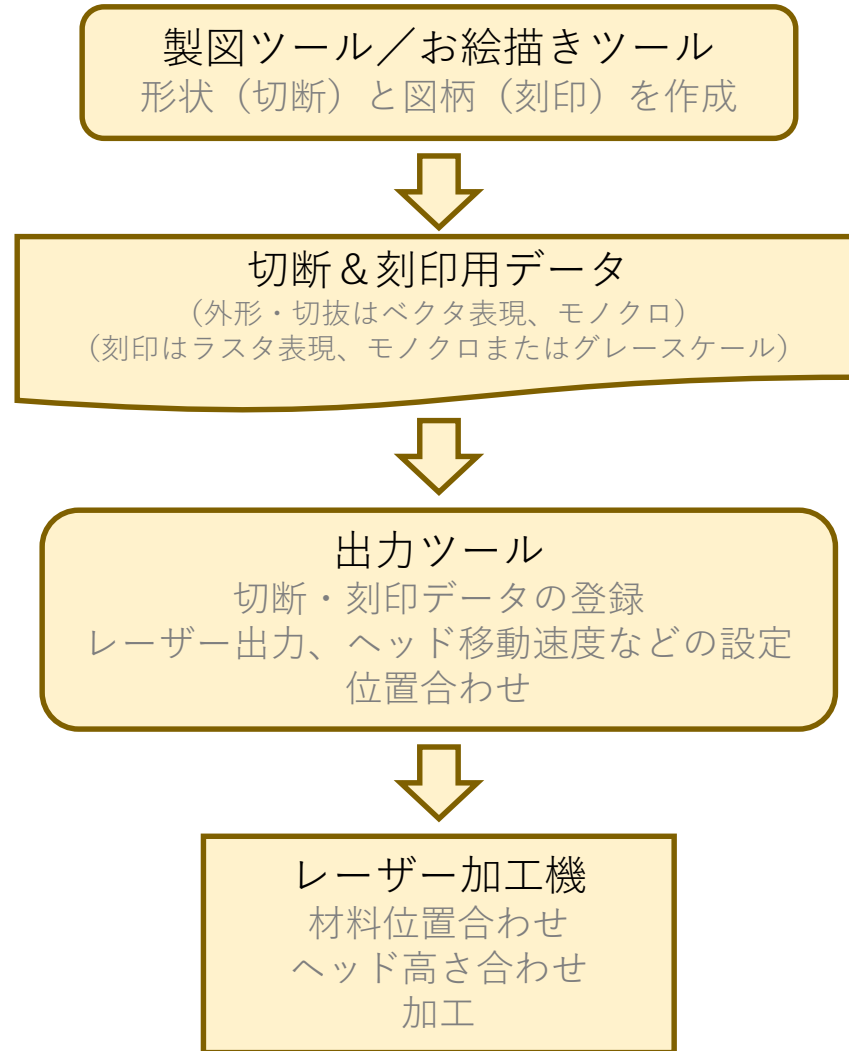 製図ツール／お絵描きツール
形状（切断）と図柄（刻印）を作成
切断＆刻印用データ
（外形・切抜はベクタ表現、モノクロ）
（刻印はラスタ表現、モノクロまたはグレースケール）
出力ツール
切断・刻印データの登録
レーザー出力、ヘッド移動速度などの設定
位置合わせ
レーザー加工機
材料位置合わせ
ヘッド高さ合わせ
加工